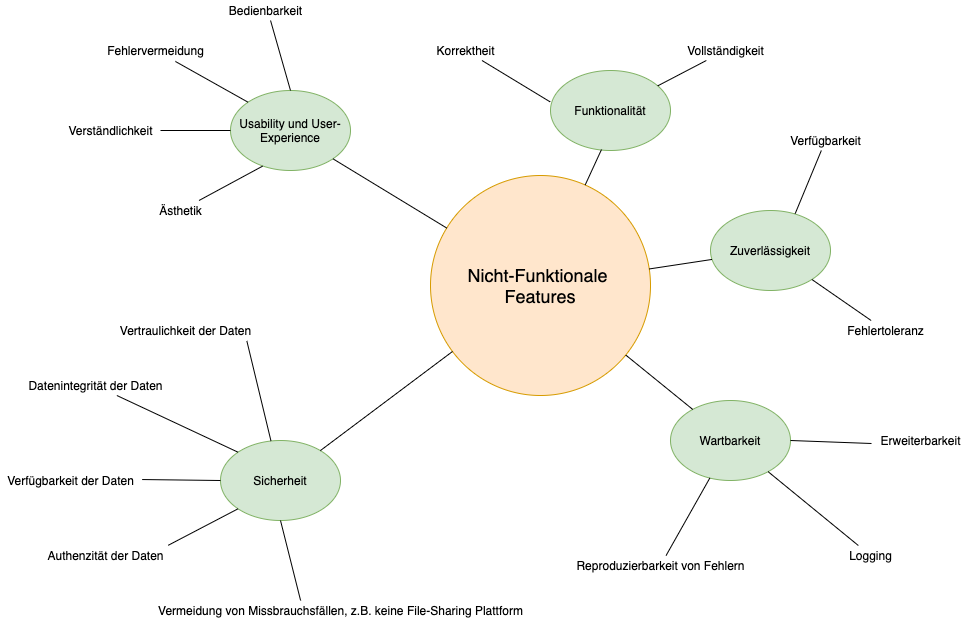 Bedienbarkeit
Fehlervermeidung
Korrektheit
Vollständigkeit
Usability und User-
Experience
Funktionalität
Verständlichkeit
Verfügbarkeit
Ästhetik
Zuverlässigkeit
Nicht-Funktionale
Features
Vertraulichkeit der Daten
Fehlertoleranz
Datenintegrität der Daten
Wartbarkeit
Erweiterbarkeit
Verfügbarkeit der Daten
Sicherheit
Authenzität der Daten
Logging
Reproduzierbarkeit von Fehlern
Vermeidung von Missbrauchsfällen, z.B. keine File-Sharing Plattform